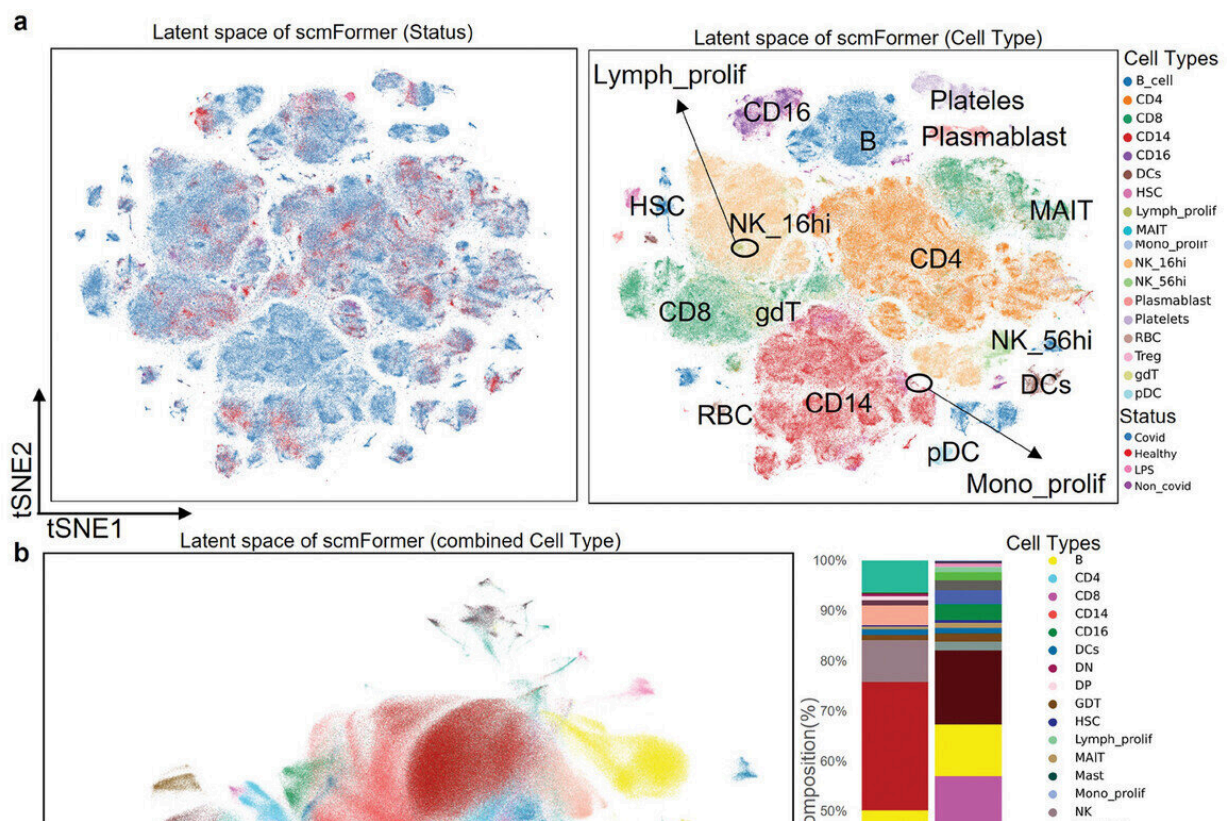 a
Latent space of scmFormer (Status)
Latent space of scmFormer (Cell Type)
Lymph_prolif
CD16
B
Plateles
Plasmablast
HSC
NK_16hi
MAIT
CD4
CD8
gdT
NK_56hi
DCs
RBC
CD14
pDC
Mono_prolif
Cell Types
B_cell
CD4
CD8
CD14
CD16
DCs
HSC
Lymph_prolif
MAIT
Mono_prolif
NK_16hi
NK_56hi
Plasmablast
Platelets
RBC
Treg
gdT
pDC
Status
Covid
Healthy
LPS
Non_covid
tSNE2
tSNE1
b
Latent space of scmFormer (combined Cell Type)
100%
90%
80%
70%
60%
50%
omposition(%)
Cell Types
B
CD4
CD8
CD14
CD16
DCs
DN
DP
GDT
HSC
Lymph_prolif
MAIT
Mast
Mono_prolif
NK